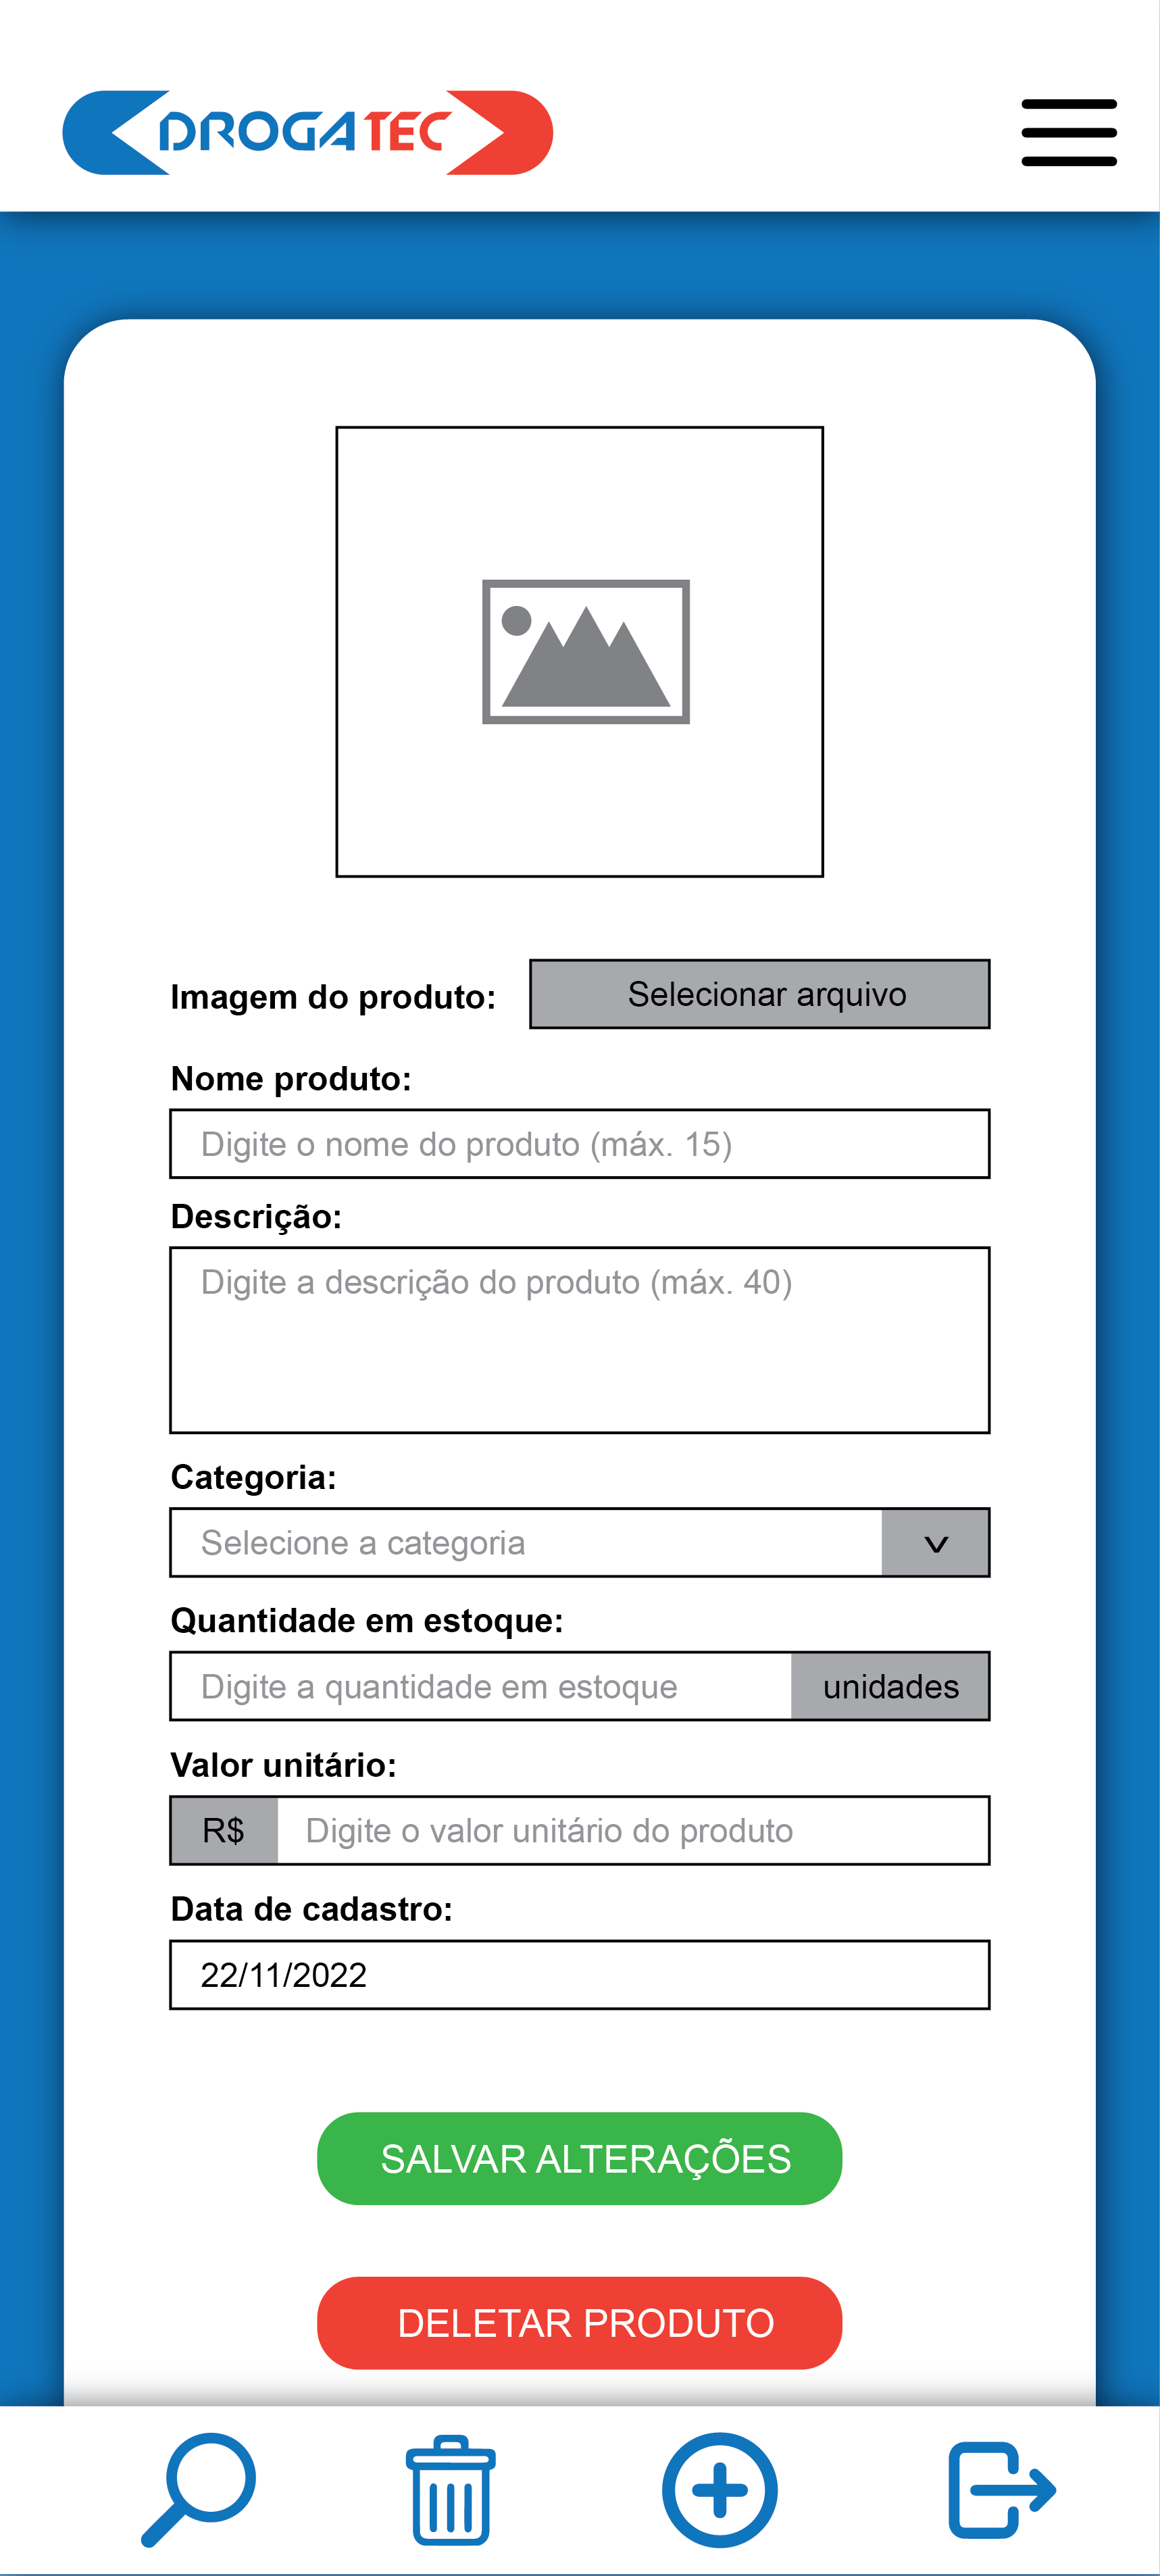 DROGATEC
Imagem do produto:
Selecionar arquivo
Nome produto:
Digite o nome do produto (máx. 15)
Descrição:
Digite a descrição do produto (máx. 40)
Categoria:
Selecione a categoria
Quantidade em estoque:
Digite a quantidade em estoque
unidades
Valor unitário:
R$
Digite o valor unitário do produto
Data de cadastro:
22/11/2022
SALVAR ALTERAÇÕES
DELETAR PRODUTO